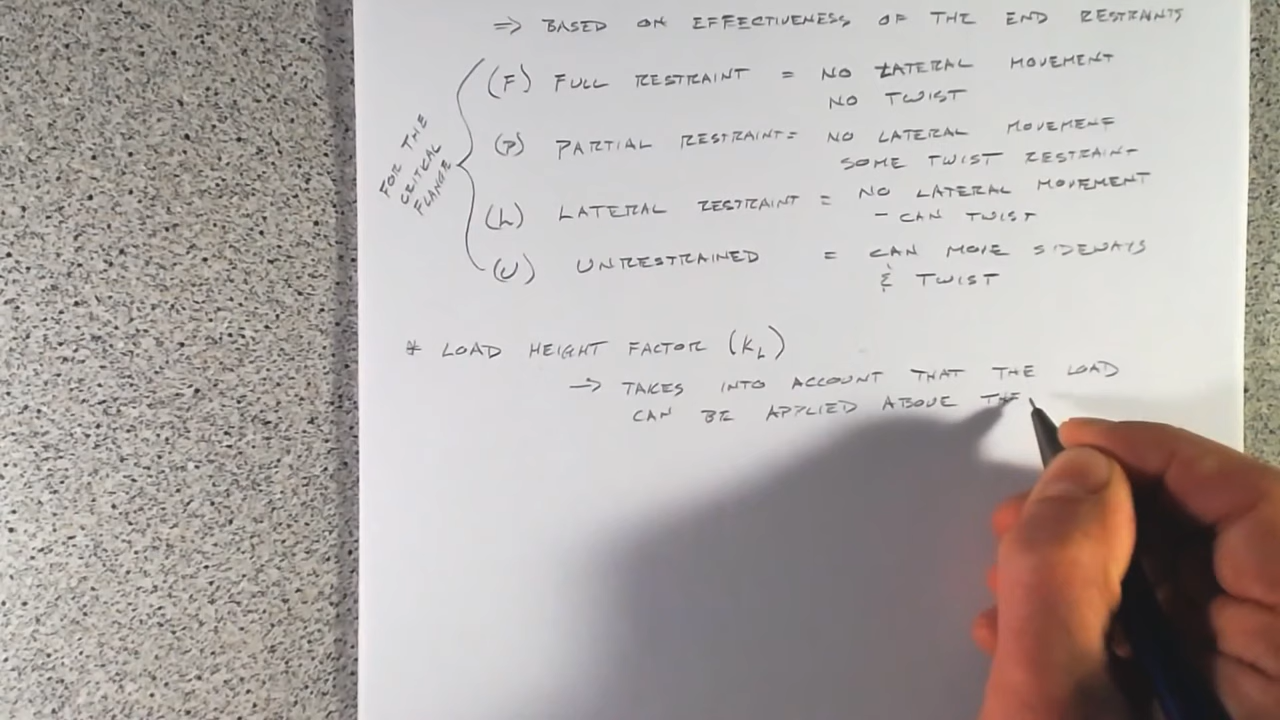 ⇒ BASED ON EFFECTIVENESS OF THE END RESTRAINTS
(F) FULL RESTRAINT = NO LATERAL MOVEMENT
NO TWIST
(P) PARTIAL RESTRAINT = NO LATERAL MOVEMENT
SOME TWIST RESTRAINT
(L) LATERAL RESTRAINT = NO LATERAL MOVEMENT
- CAN TWIST
(U) UNRESTRAINED = CAN MOVE SIDEWAYS
& TWIST
FOR THE
CRITICAL
FLANGE
* LOAD HEIGHT FACTOR (KL)
→ TAKES INTO ACCOUNT THAT THE LOAD
CAN BE APPLIED ABOVE THE